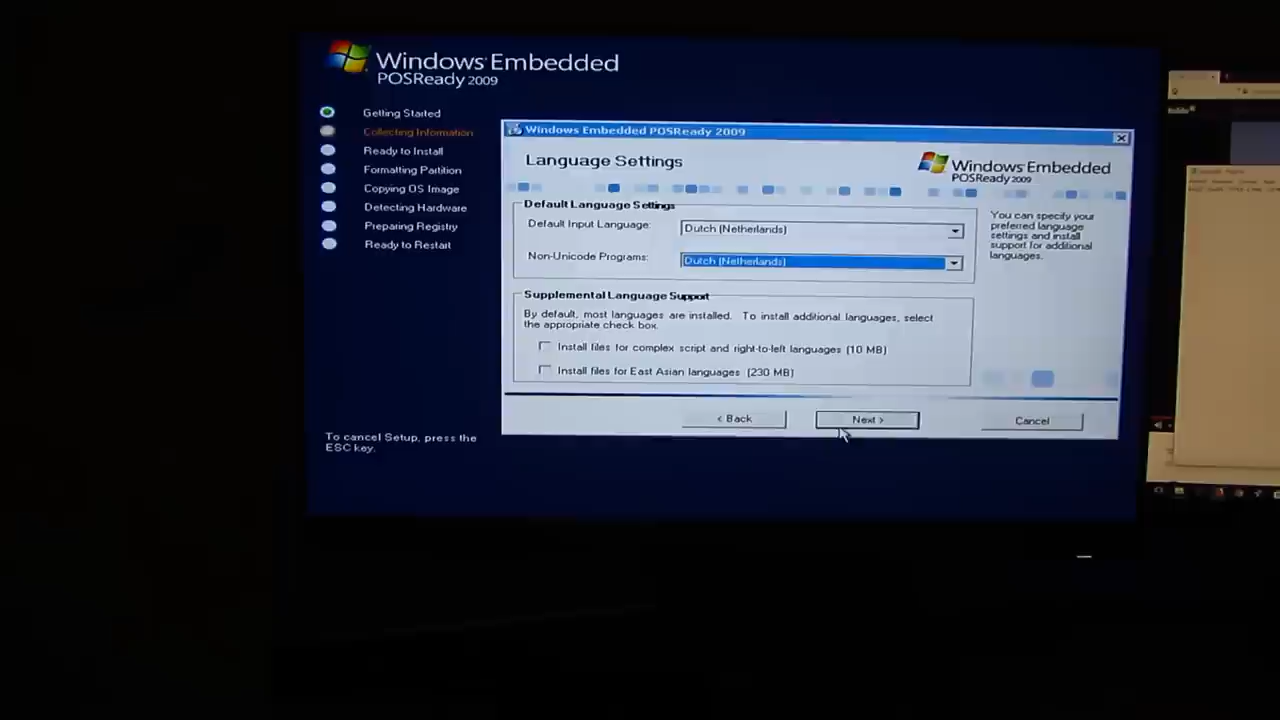 Windows Embedded
POSReady 2009
Getting Started
Collecting Information
Ready to Install
Formatting Partition
Copying OS Image
Detecting Hardware
Preparing Registry
Ready to Restart
To cancel Setup, press the
ESC key.
Windows Embedded POSReady 2009
Language Settings
Windows Embedded
POSReady 2009
Default Language Settings
Default Input Language:
Dutch (Netherlands)
Non-Unicode Programs:
Dutch (Netherlands)
You can specify your
preferred language
settings and install
support for additional
languages.
Supplemental Language Support
By default, most languages are installed. To install additional languages, select
the appropriate check box.
Install files for complex script and right-to-left languages (10 MB)
Install files for East Asian languages (230 MB)
< Back
Next >
Cancel